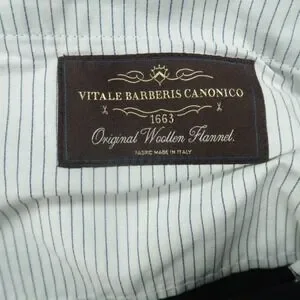 VITALE BARBERIS CANONICO
1663
Original Woollen Flannel.
FABRIC MADE IN ITALY